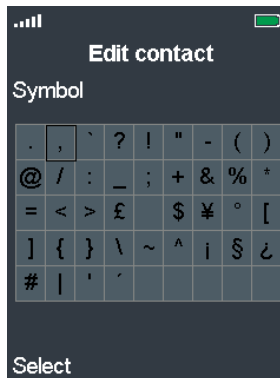 Edit contact
Symbol
. , ` ? ! " - ( )
@ / : _ ; + & % *
= < > £ $ ¥ ° [
] { } \ ~ ^ ¡ § ¿
# | ' ´
Select